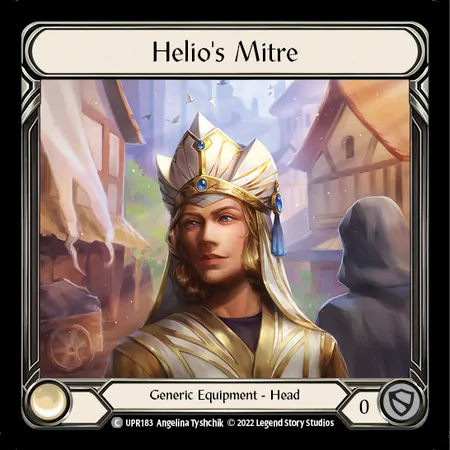 Helio's Mitre
Generic Equipment - Head
0
C UPR183 Angelina Tyshchik © 2022 Legend Story Studios